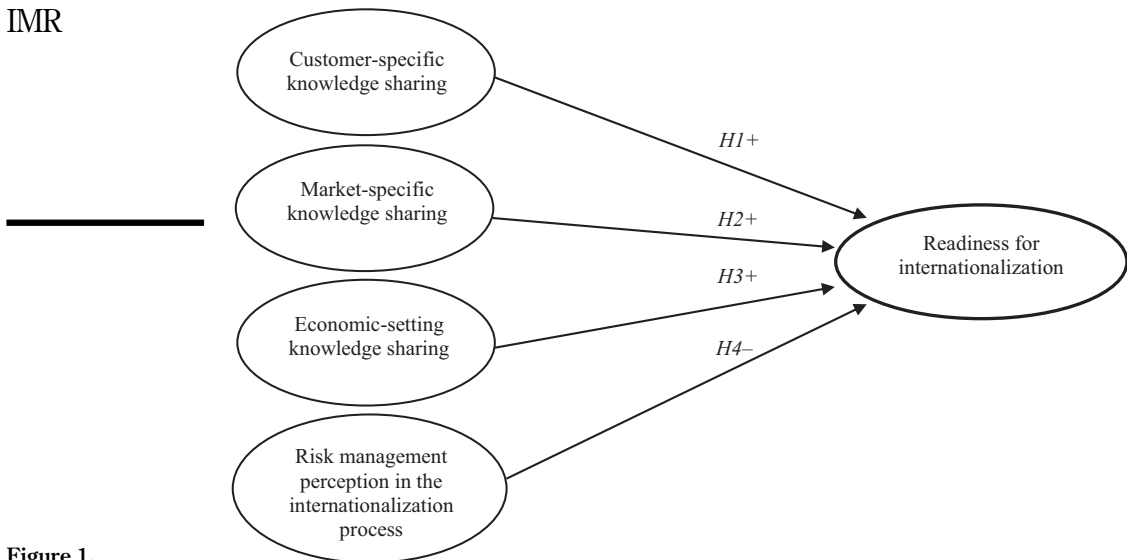 IMR
Customer-specific
knowledge sharing
H1+
Market-specific
knowledge sharing
H2+
Readiness for
internationalization
H3+
Economic-setting
knowledge sharing
H4–
Risk management
perception in the
internationalization
process
Figure 1.